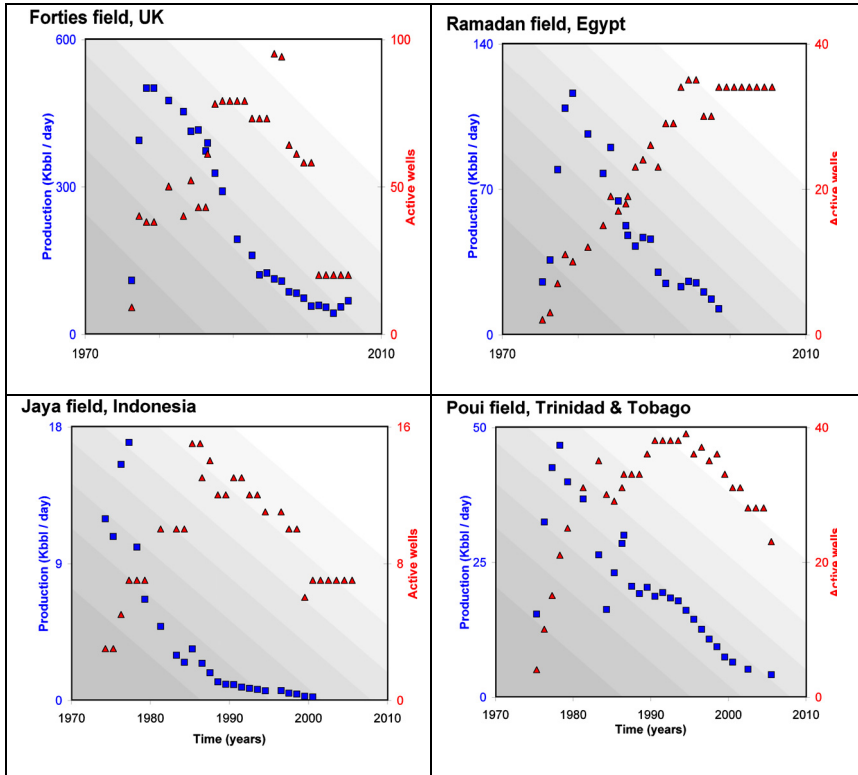 Forties field, UK
600
300
0
Production (Kbbl / day)
100
50
0
Active wells
1970
2010
Ramadan field, Egypt
140
70
0
Production (Kbbl / day)
40
20
0
Active wells
1970
2010
Jaya field, Indonesia
18
9
0
Production (Kbbl / day)
16
8
0
Active wells
1970
1980
1990
2000
2010
Time (years)
Poui field, Trinidad & Tobago
50
25
0
Production (Kbbl / day)
40
20
0
Active wells
1970
1980
1990
2000
2010
Time (years)